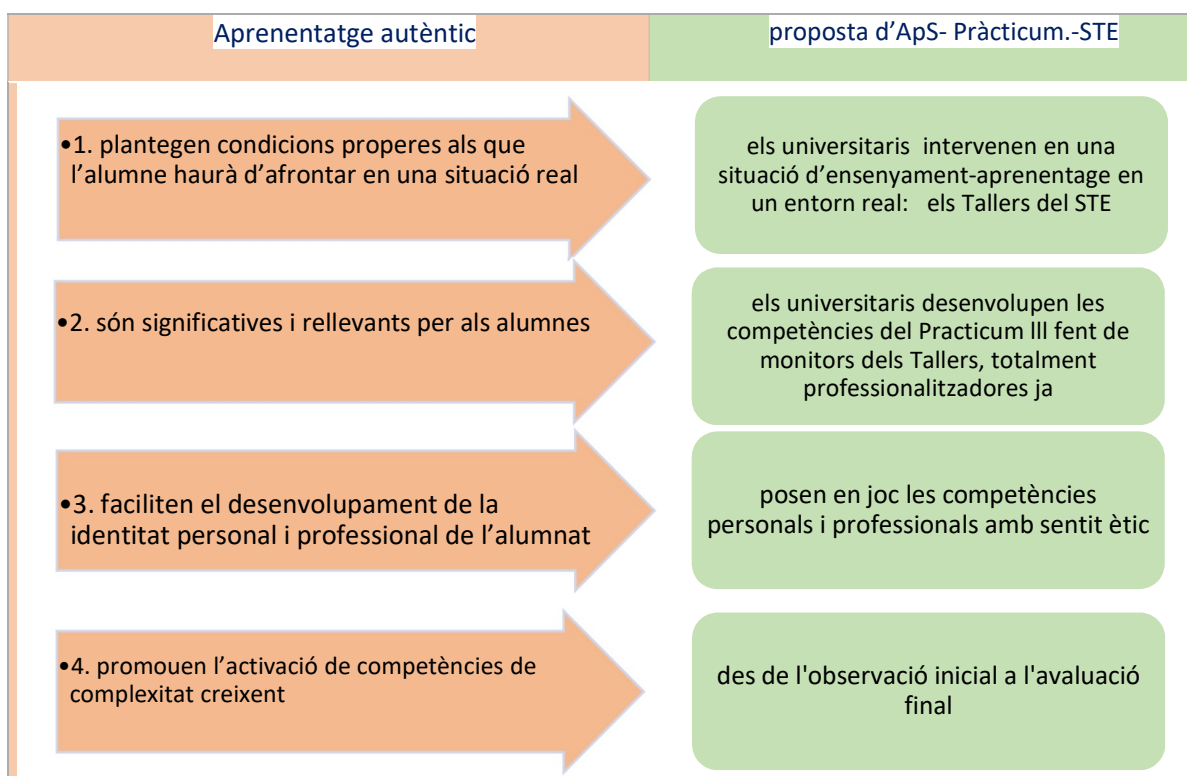 Aprenentatge autèntic
proposta d’ApS- Pràcticum.-STE
•1. plantegen condicions properes als que
l’alumne haurà d’afrontar en una situació real
els universitaris intervenen en una
situació d’ensenyament-aprenentage en
un entorn real: els Tallers del STE
•2. són significatives i rellevants per als alumnes
els universitaris desenvolupen les
competències del Practicum lll fent de
monitors dels Tallers, totalment
professionalitzadores ja
•3. faciliten el desenvolupament de la
identitat personal i professional de l’alumnat
posen en joc les competències
personals i professionals amb sentit ètic
•4. promouen l’activació de competències de
complexitat creixent
des de l'observació inicial a l'avaluació
final